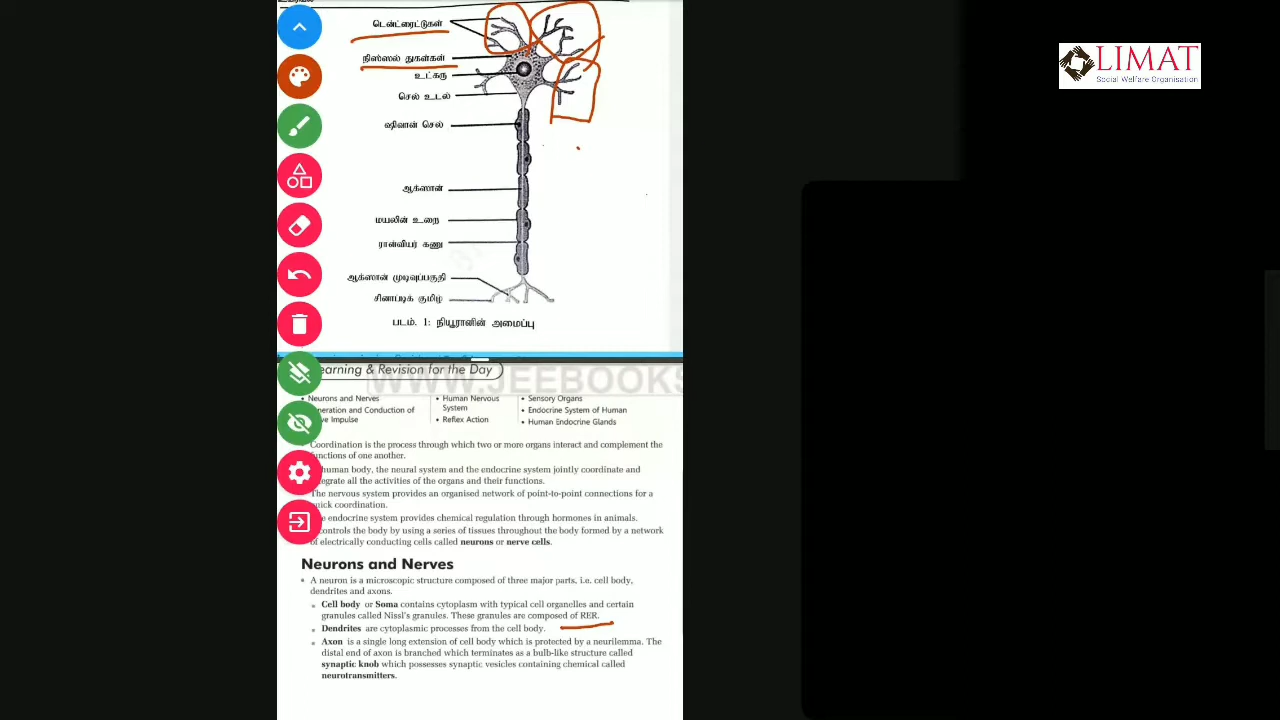 LIMAT
Social Welfare Organisation
டென்ட்ரைட்டுகள்
நிஸ்ஸல் துகள்கள்
உட்கரு
செல் உடல்
ஷிவான் செல்
ஆக்ஸான்
மயலின் உறை
ரான்வியர் கணு
ஆக்ஸான் முடிவுப்பகுதி
சினாப்டிக் குமிழ்
படம். 1: நியூரானின் அமைப்பு
earning & Revision for the Day
WWW.JEEBOOKS
• Neurons and Nerves
eneration and Conduction of
ve Impulse
• Human Nervous
System
• Reflex Action
• Sensory Organs
• Endocrine System of Human
• Human Endocrine Glands
Coordination is the process through which two or more organs interact and complement the
functions of one another.
human body, the neural system and the endocrine system jointly coordinate and
egrate all the activities of the organs and their functions.
The nervous system provides an organised network of point-to-point connections for a
quick coordination.
e endocrine system provides chemical regulation through hormones in animals.
controls the body by using a series of tissues throughout the body formed by a network
of electrically conducting cells called neurons or nerve cells.
Neurons and Nerves
• A neuron is a microscopic structure composed of three major parts, i.e. cell body,
dendrites and axons.
• Cell body or Soma contains cytoplasm with typical cell organelles and certain
granules called Nissl's granules. These granules are composed of RER.
• Dendrites are cytoplasmic processes from the cell body.
• Axon is a single long extension of cell body which is protected by a neurilemma. The
distal end of axon is branched which terminates as a bulb-like structure called
synaptic knob which possesses synaptic vesicles containing chemical called
neurotransmitters.